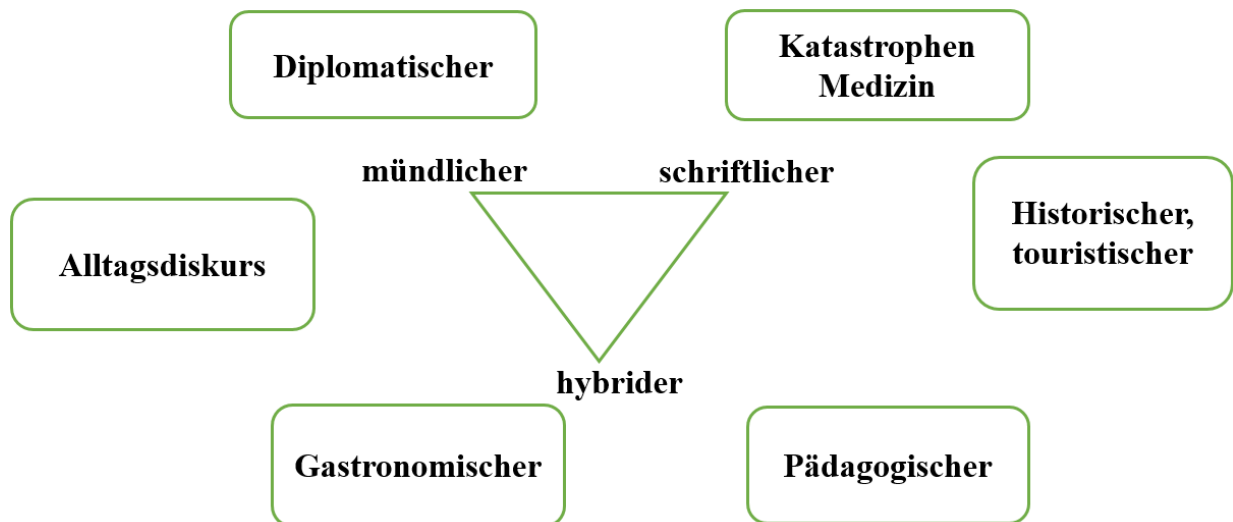 Diplomatischer
Katastrophen
Medizin
mündlicher
schriftlicher
Alltagsdiskurs
Historischer,
touristischer
hybrider
Gastronomischer
Pädagogischer